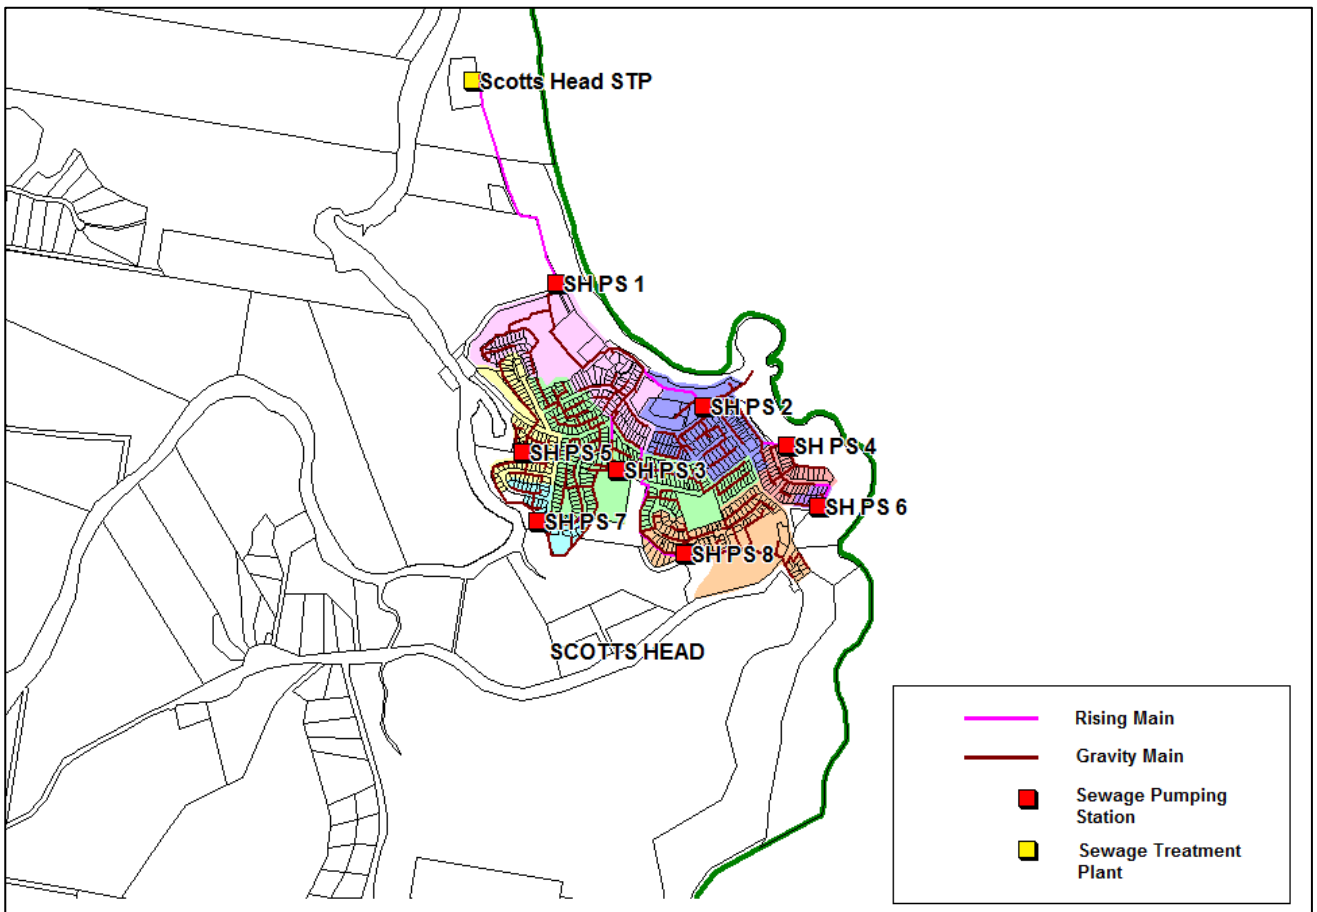 Scotts Head STP
SH PS 1
SH PS 2
SH PS 4
SH PS 5
SH PS 3
SH PS 6
SH PS 7
SH PS 8
SCOTTS HEAD
Rising Main
Gravity Main
Sewage Pumping
Station
Sewage Treatment
Plant